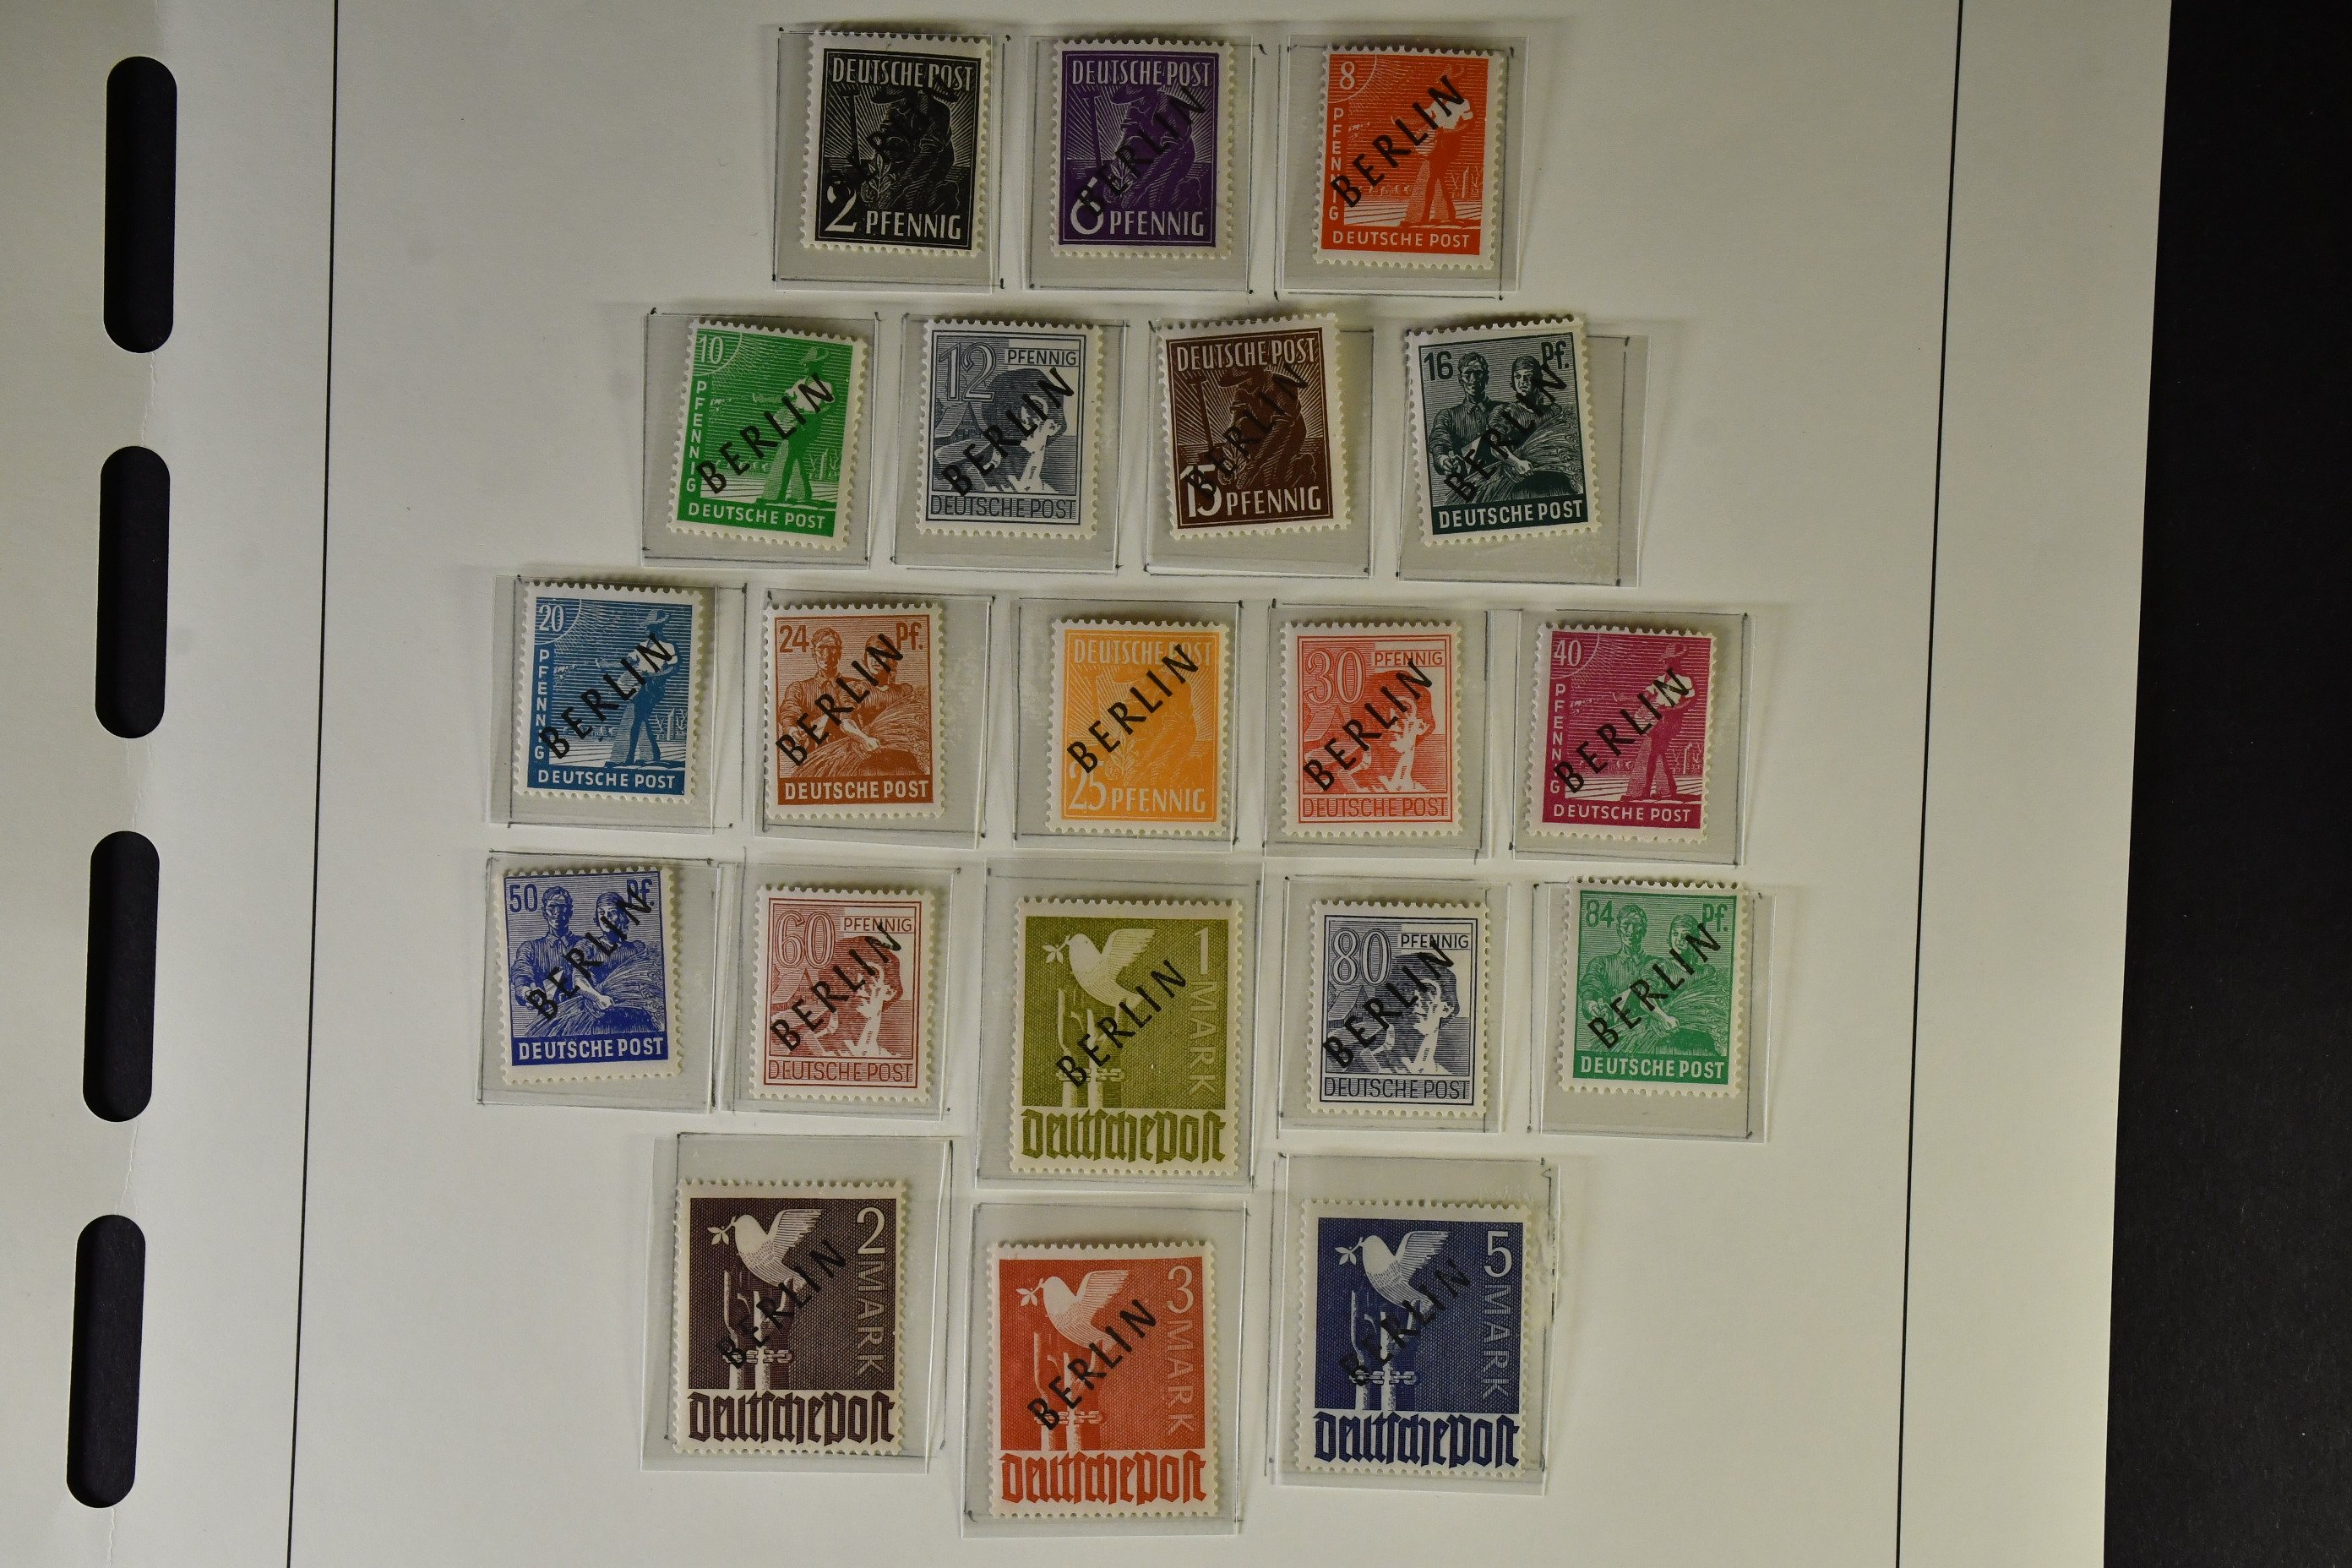 DEUTSCHE POST
BERLIN
2 PFENNIG
DEUTSCHE POST
BERLIN
6 PFENNIG
8
PFENNIG
BERLIN
DEUTSCHE POST
10
PFENNIG
BERLIN
DEUTSCHE POST
12 PFENNIG
BERLIN
DEUTSCHE POST
DEUTSCHE POST
BERLIN
15 PFENNIG
16 Pf.
BERLIN
DEUTSCHE POST
20
PFENNIG
BERLIN
DEUTSCHE POST
24 Pf.
BERLIN
DEUTSCHE POST
DEUTSCHE POST
BERLIN
25 PFENNIG
30 PFENNIG
BERLIN
DEUTSCHE POST
40
PFENNIG
BERLIN
DEUTSCHE POST
50 Pf.
BERLIN
DEUTSCHE POST
60 PFENNIG
BERLIN
DEUTSCHE POST
1 MARK
BERLIN
Deutsche Post
80 PFENNIG
BERLIN
DEUTSCHE POST
84 Pf.
BERLIN
DEUTSCHE POST
2 MARK
BERLIN
Deutsche Post
3 MARK
BERLIN
Deutsche Post
5 MARK
BERLIN
Deutsche Post